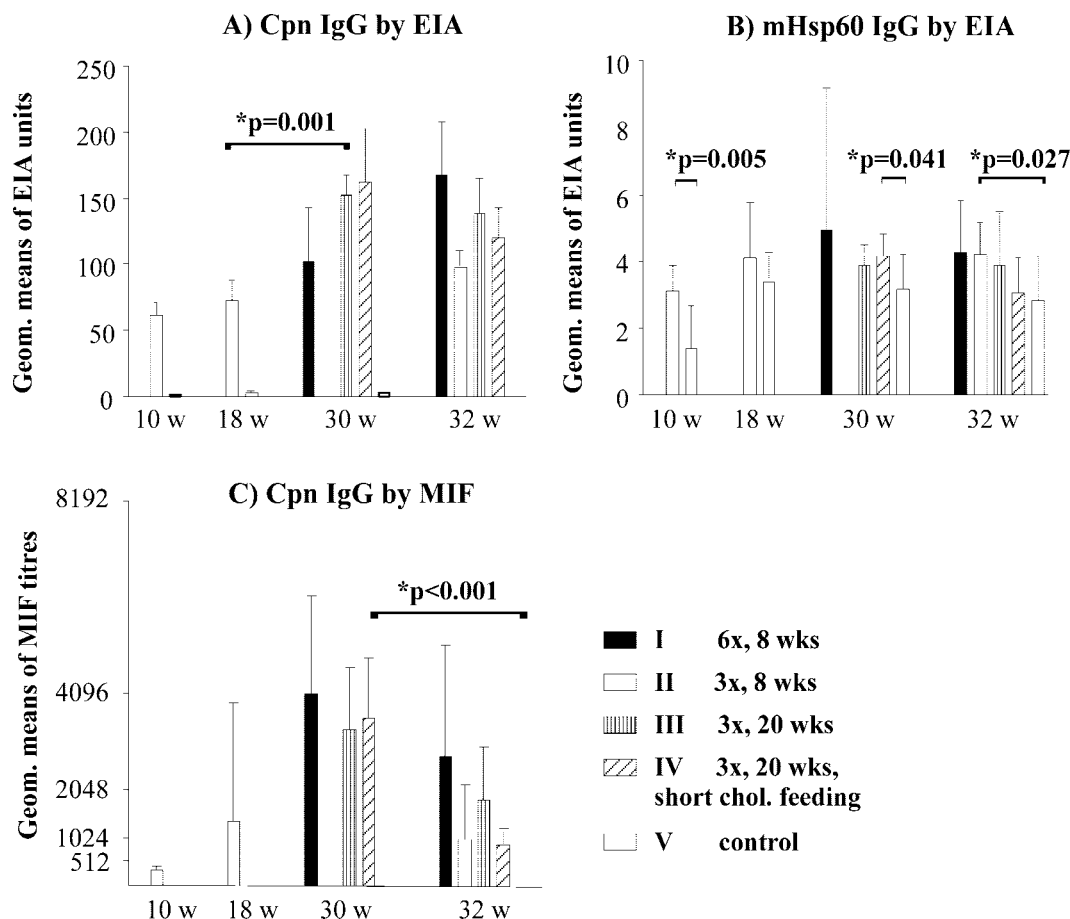 A) Cpn IgG by EIA
Geom. means of EIA units
250
200
150
100
50
0
*p=0.001
10 w 18 w 30 w 32 w
B) mHsp60 IgG by EIA
Geom. means of EIA units
10
8
6
4
2
0
*p=0.005 *p=0.041 *p=0.027
10 w 18 w 30 w 32 w
C) Cpn IgG by MIF
Geom. means of MIF titres
8192
4096
2048
1024
512
*p<0.001
10 w 18 w 30 w 32 w
I 6x, 8 wks
II 3x, 8 wks
III 3x, 20 wks
IV 3x, 20 wks,
short chol. feeding
V control